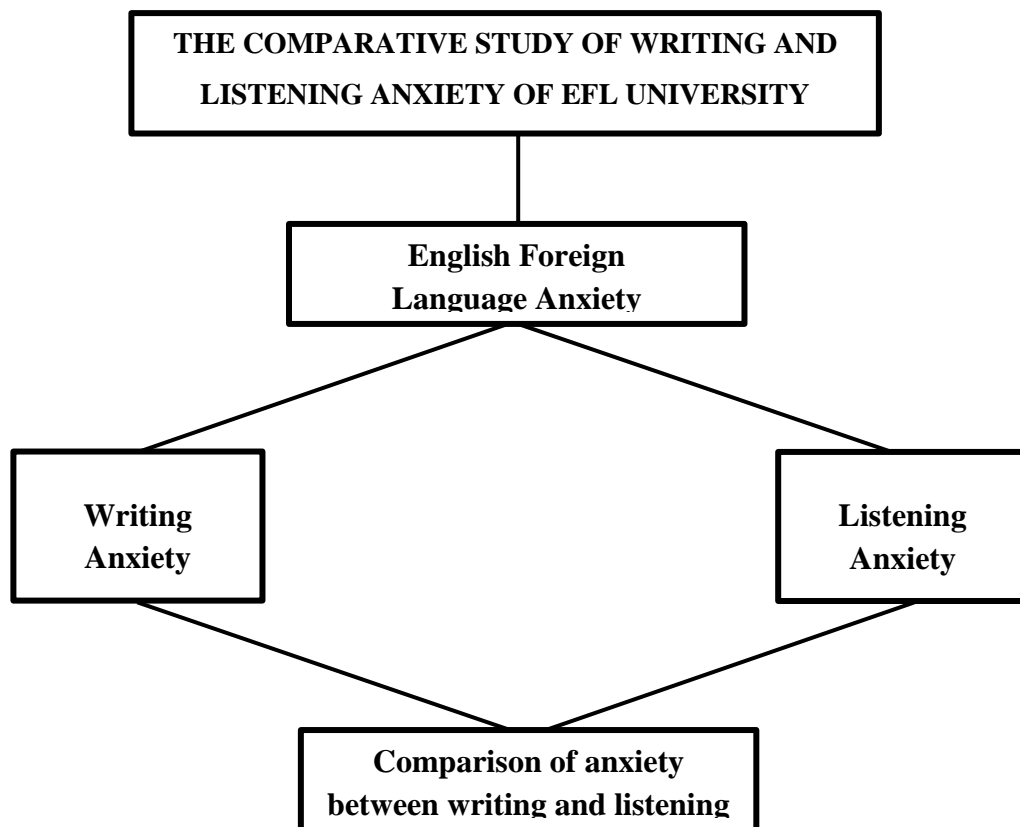 THE COMPARATIVE STUDY OF WRITING AND
LISTENING ANXIETY OF EFL UNIVERSITY
English Foreign
Language Anxiety
Writing
Anxiety
Listening
Anxiety
Comparison of anxiety
between writing and listening